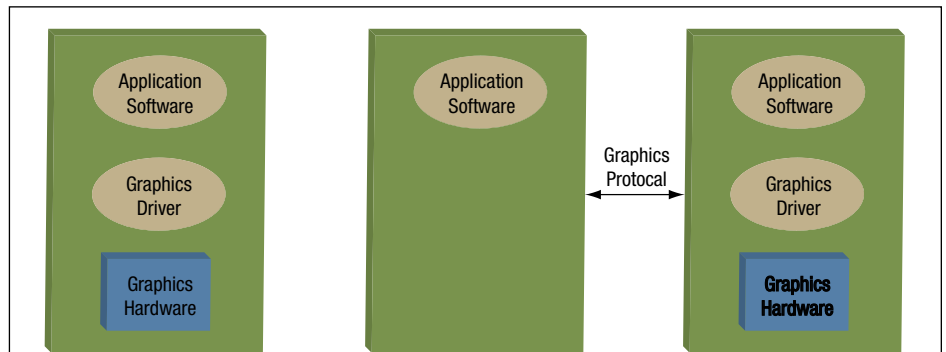 Application
Software
Graphics
Driver
Graphics
Hardware
Application
Software
Graphics
Protocal
Application
Software
Graphics
Driver
Graphics
Hardware